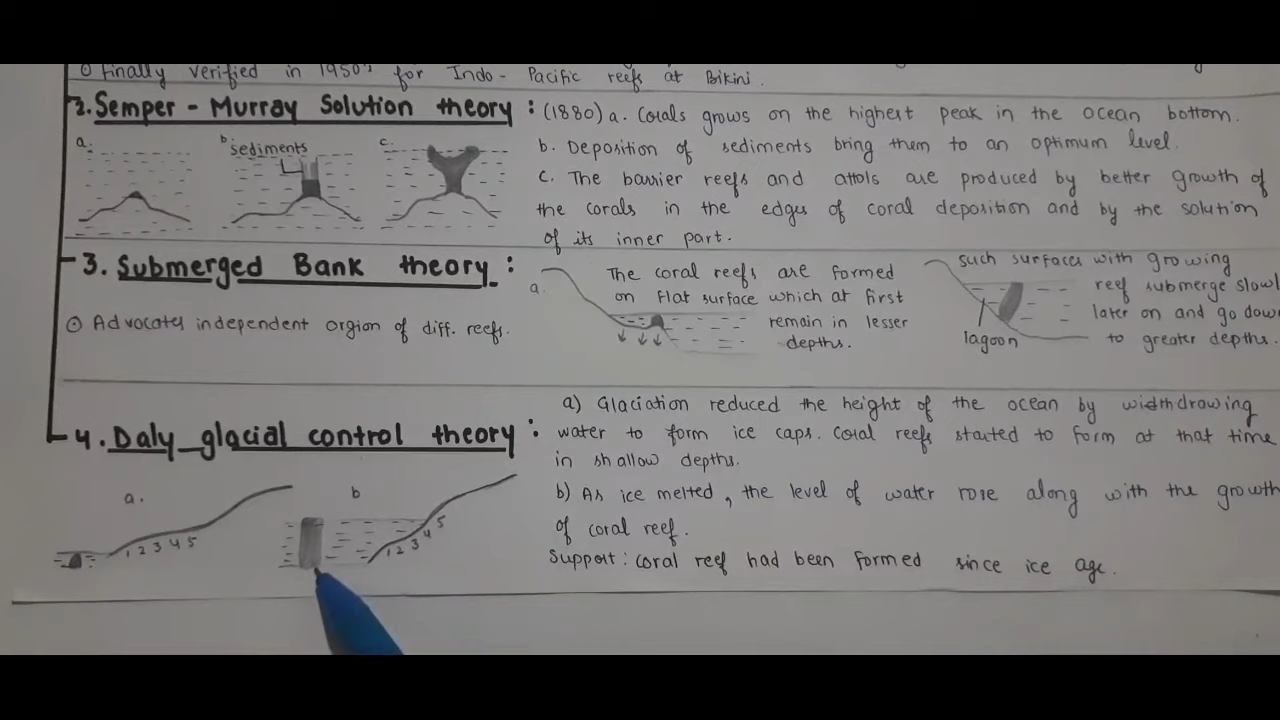 ⊙ Finally verified in 1950's for Indo - Pacific reefs at Bikini.
2. Semper - Murray Solution theory :
(1880) a. Corals grows on the highest peak in the ocean bottom.
b. Deposition of sediments bring them to an optimum level.
c. The barrier reefs and attols are produced by better growth of
the corals in the edges of coral deposition and by the solution
of its inner part.
a.
b sediments
c.
3. Submerged Bank theory :
⊙ Advocates independent orgion of diff. reefs.
a.
The coral reefs are formed
on flat surface which at first
remain in lesser
depths.
such surfaces with growing
reef submerge slowl
later on and go dow
to greater depths.
lagoon
4. Daly glacial control theory :
a) Glaciation reduced the height of the ocean by widthdrawing
water to form ice caps. Coral reefs started to form at that time
in shallow depths.
b) As ice melted, the level of water rose along with the growth
of coral reef.
Support : coral reef had been formed since ice age.
a.
1 2 3 4 5
b
1 2 3 4 5